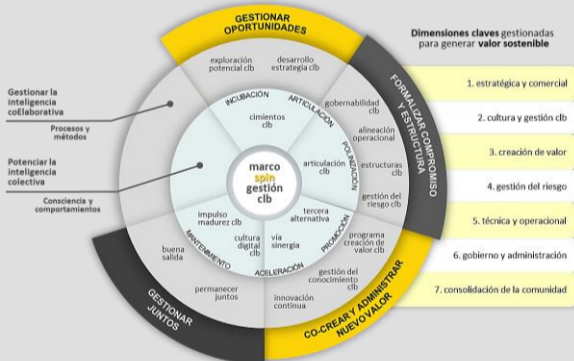 GESTIONAR
OPORTUNIDADES
exploración
potencial clb
desarrollo
estrategia clb
Gestionar la
inteligencia
coElaborativa
Procesos y
métodos
Potenciar la
inteligencia
colectiva
Consciencia y
comportamientos
INCUBACIÓN
ARTICULACIÓN
POLINIZACIÓN
PROMOCIÓN
ACELERACIÓN
MANTENIMIENTO
cimientos
clb
articulación
clb
tercera
alternativa
vía
sinergia
cultura
digital
clb
impulso
madurez clb
marco
spin
gestión
clb
FORMALIZAR COMPROMISO
Y ESTRUCTURA
gobernabilidad
clb
alineación
operacional
estructuras
clb
gestión del
riesgo clb
CO-CREAR Y ADMINISTRAR
NUEVO VALOR
programa
creación de
valor clb
gestión del
conocimiento
clb
innovación
continua
GESTIONAR
JUNTOS
permanecer
juntos
buena
salida
Dimensiones claves gestionadas
para generar valor sostenible
1. estratégica y comercial
2. cultura y gestión clb
3. creación de valor
4. gestión del riesgo
5. técnica y operacional
6. gobierno y administración
7. consolidación de la comunidad